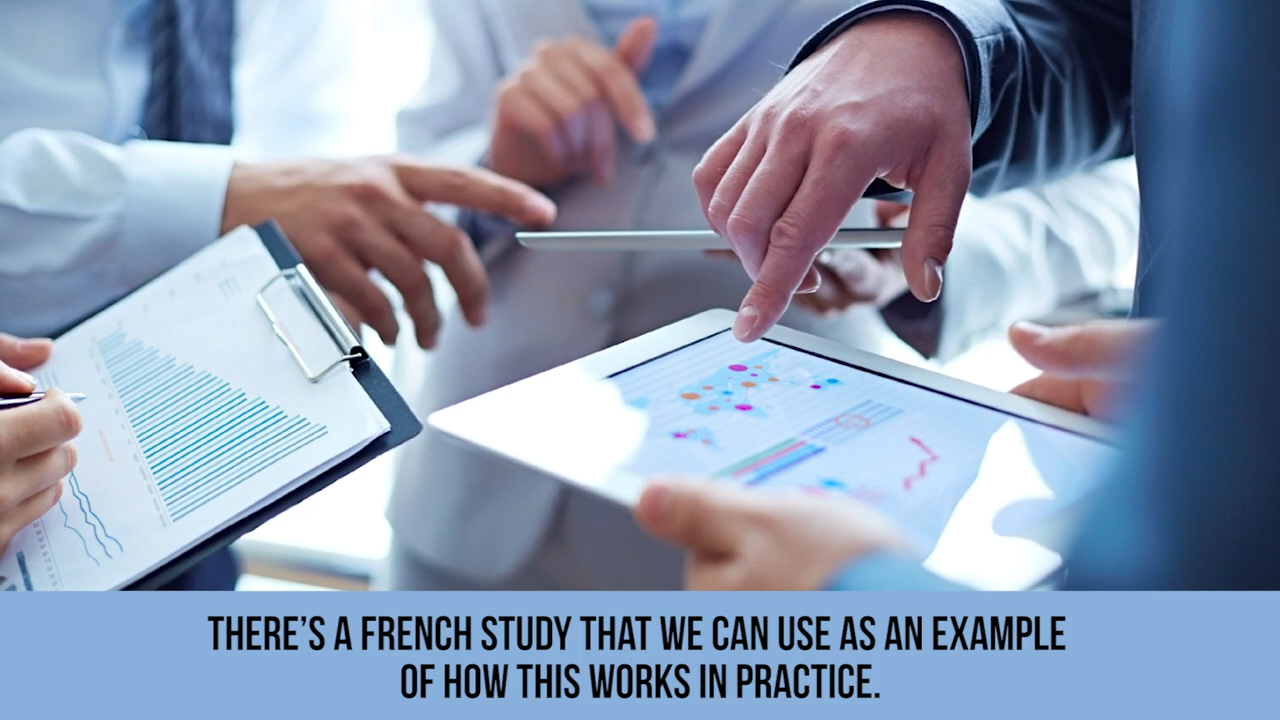 THERE’S A FRENCH STUDY THAT WE CAN USE AS AN EXAMPLE
OF HOW THIS WORKS IN PRACTICE.